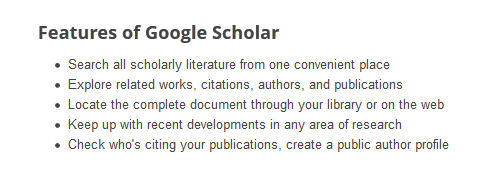 Features of Google Scholar
• Search all scholarly literature from one convenient place
• Explore related works, citations, authors, and publications
• Locate the complete document through your library or on the web
• Keep up with recent developments in any area of research
• Check who's citing your publications, create a public author profile